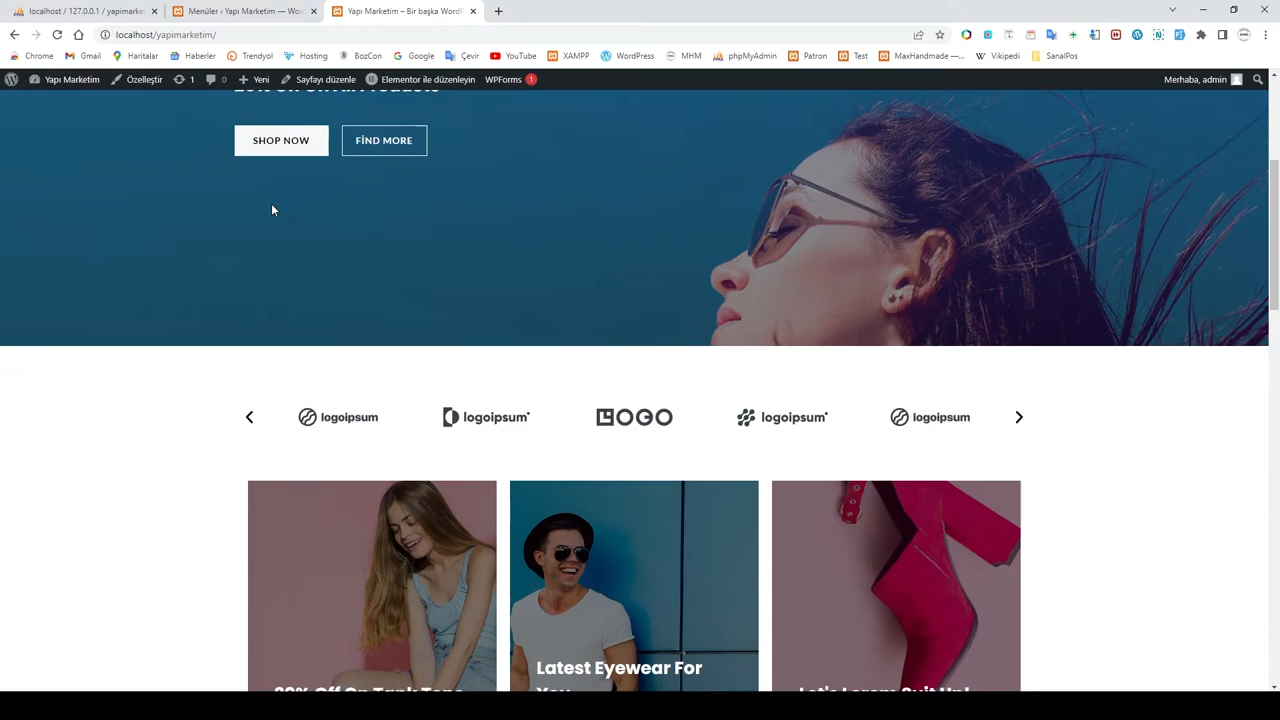 localhost / 127.0.0.1 / yapimarket
Menüler ‹ Yapı Marketim — Word
Yapı Marketim – Bir başka WordP
localhost/yapimarketim/
Chrome
Gmail
Haritalar
Haberler
Trendyol
Hosting
BozCon
Google
Çevir
YouTube
XAMPP
WordPress
MHM
phpMyAdmin
Patron
Test
MaxHandmade —...
Vikipedi
SanalPos
Yapı Marketim
Özelleştir
1
0
Yeni
Sayfayı düzenle
Elementor ile düzenleyin
WPForms
1
Merhaba, admin
SHOP NOW
FİND MORE
logoipsum
logoipsum
LOGO
logoipsum
logoipsum
Latest Eyewear For